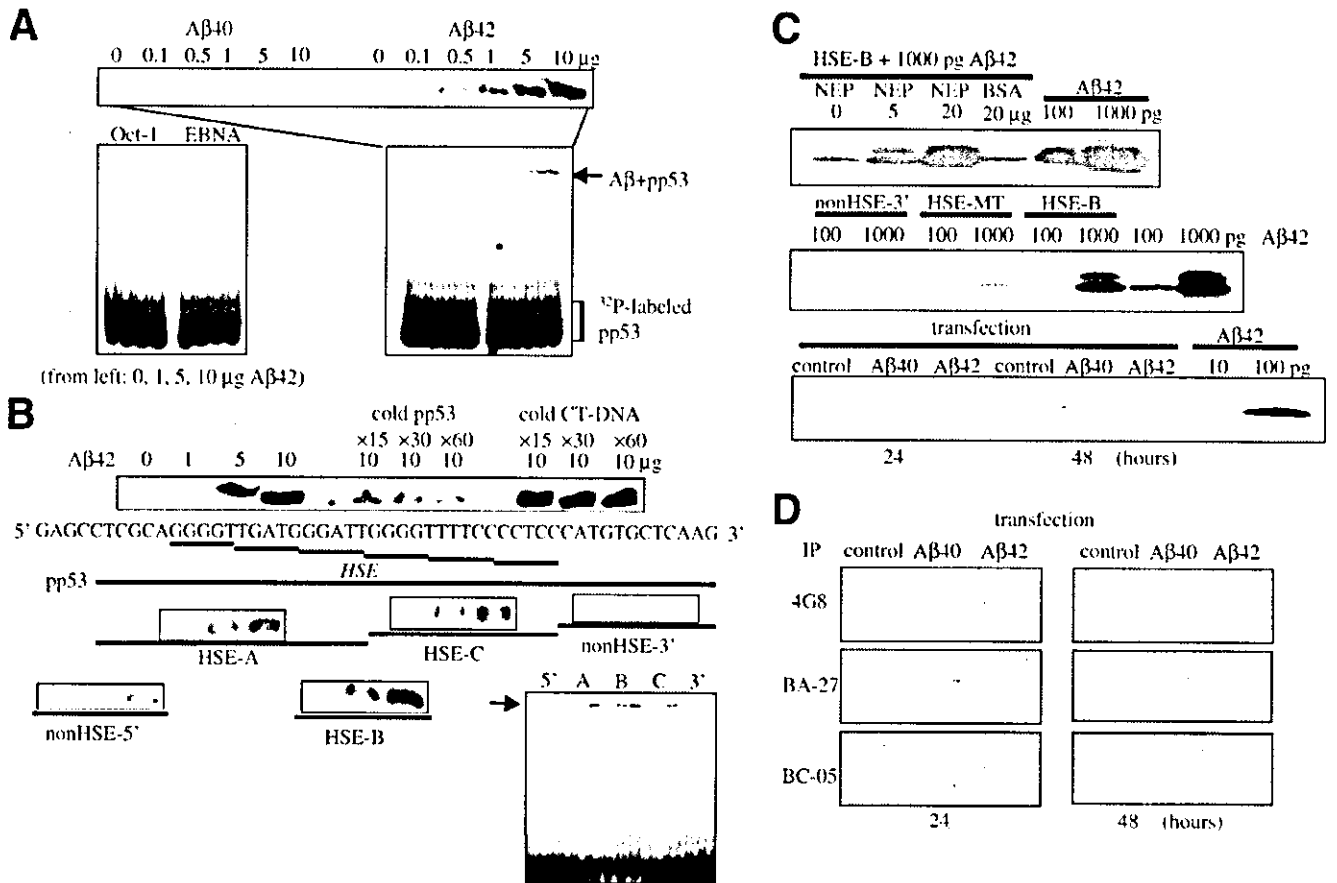 A
Aβ40 Aβ42
0 0.1 0.5 1 5 10 0 0.1 0.5 1 5 10 μg
Oct-1 EBNA
Aβ+pp53
³²P-labeled
pp53
(from left: 0, 1, 5, 10 μg Aβ42)
B
cold pp53 cold CT-DNA
×15 ×30 ×60 ×15 ×30 ×60
Aβ42 0 1 5 10 10 10 10 10 10 10 μg
5' GAGCCTCGCAGGGGTTGATGGGATTGGGGTTTTCCCCTCCCATGTGCTCAAG 3'
HSE
pp53
HSE-A
HSE-C
nonHSE-3'
nonHSE-5'
HSE-B
5' A B C 3'
C
HSE-B + 1000 pg Aβ42
NEP NEP NEP BSA Aβ42
0 5 20 20 μg 100 1000 pg
nonHSE-3' HSE-MT HSE-B
100 1000 100 1000 100 1000 100 1000 pg Aβ42
transfection Aβ42
control Aβ40 Aβ42 control Aβ40 Aβ42 10 100 pg
24 48 (hours)
D
transfection
IP control Aβ40 Aβ42 control Aβ40 Aβ42
4G8
BA-27
BC-05
24 48 (hours)